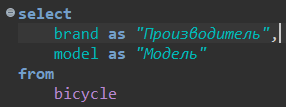 select
brand as "Производитель",
model as "Модель"
from
bicycle